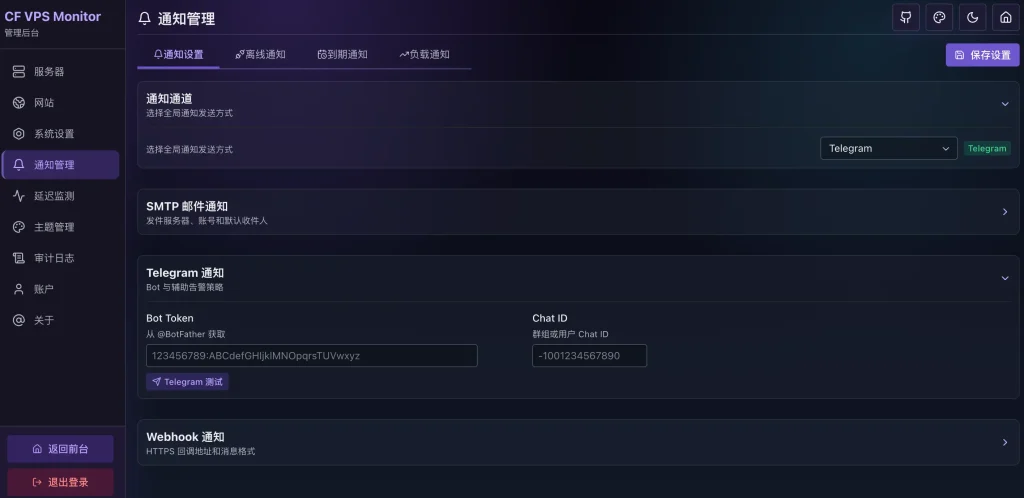 CF VPS Monitor
管理后台
服务器
网站
系统设置
通知管理
延迟监测
主题管理
审计日志
账户
关于
返回前台
退出登录
通知管理
通知设置
离线通知
到期通知
负载通知
保存设置
通知通道
选择全局通知发送方式
选择全局通知发送方式
Telegram
Telegram
SMTP 邮件通知
发件服务器、账号和默认收件人
Telegram 通知
Bot 与辅助告警策略
Bot Token
从 @BotFather 获取
123456789:ABCdefGHIjklMNOpqrsTUVwxyz
Telegram 测试
Chat ID
群组或用户 Chat ID
-1001234567890
Webhook 通知
HTTPS 回调地址和消息格式